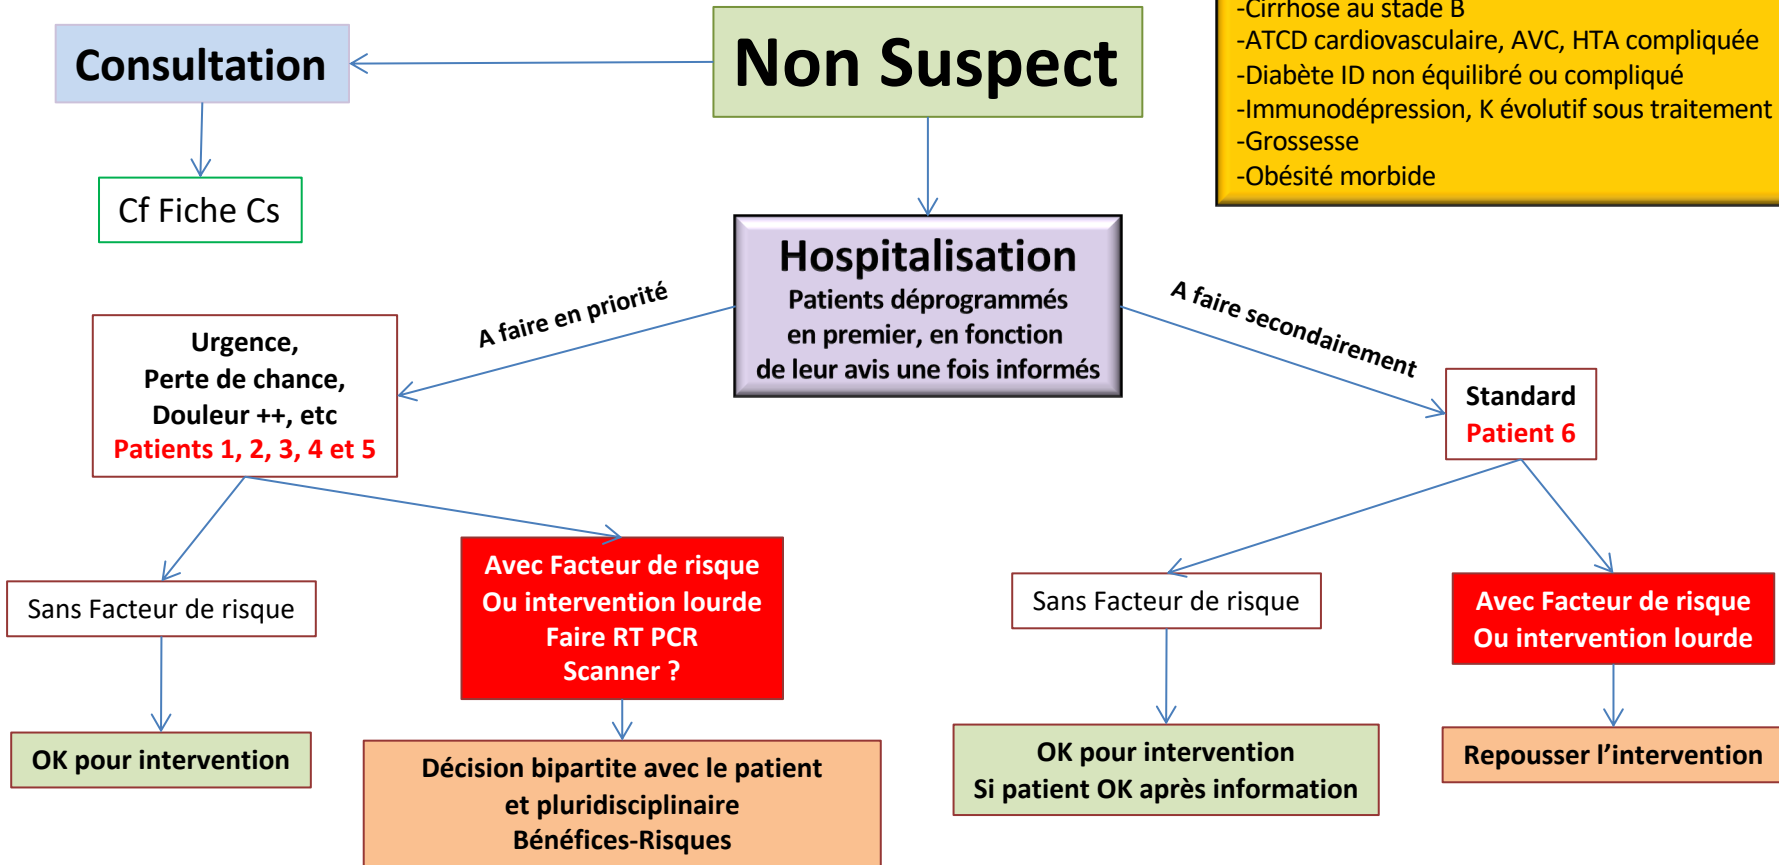 -Cirrhose au stade B
-ATCD cardiovasculaire, AVC, HTA compliquée
-Diabète ID non équilibré ou compliqué
-Immunodépression, K évolutif sous traitement
-Grossesse
-Obésité morbide
Non Suspect
Consultation
Cf Fiche Cs
Hospitalisation
Patients déprogrammés
en premier, en fonction
de leur avis une fois informés
A faire en priorité
A faire secondairement
Urgence,
Perte de chance,
Douleur ++, etc
Patients 1, 2, 3, 4 et 5
Standard
Patient 6
Sans Facteur de risque
Avec Facteur de risque
Ou intervention lourde
Faire RT PCR
Scanner ?
Sans Facteur de risque
Avec Facteur de risque
Ou intervention lourde
OK pour intervention
Décision bipartite avec le patient
et pluridisciplinaire
Bénéfices-Risques
OK pour intervention
Si patient OK après information
Repousser l’intervention